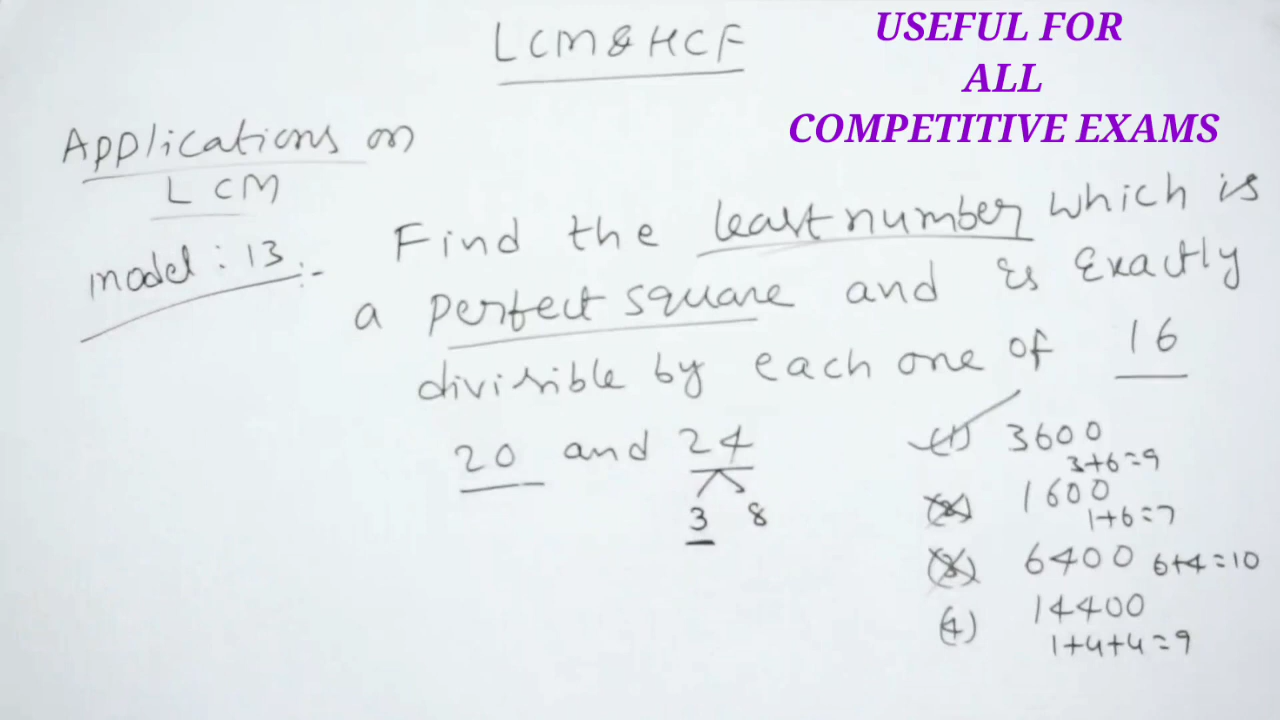 LCM & HCF
USEFUL FOR
ALL
COMPETITIVE EXAMS
Applications on
LCM
model : 13:-
Find the least number which is
a perfect square and is Exactly
divisible by each one of 16
20 and 24
3 8
(1) 3600
3+6=9
(2) 1600
1+6=7
(3) 6400 6+4=10
(4) 14400
1+4+4=9